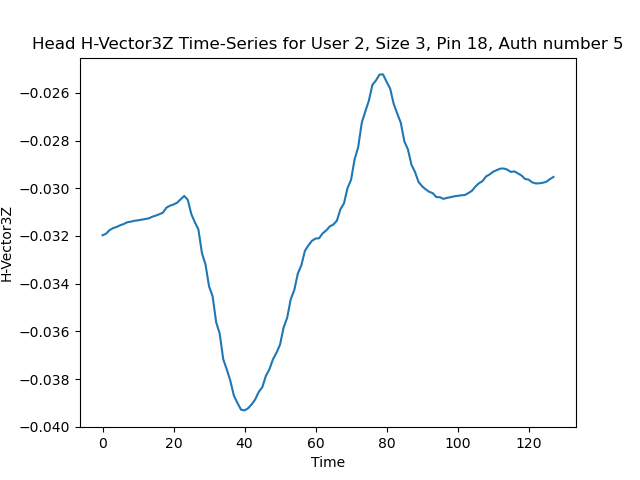 Head H-Vector3Z Time-Series for User 2, Size 3, Pin 18, Auth number 5
H-Vector3Z
−0.026
−0.028
−0.030
−0.032
−0.034
−0.036
−0.038
−0.040
0 20 40 60 80 100 120
Time